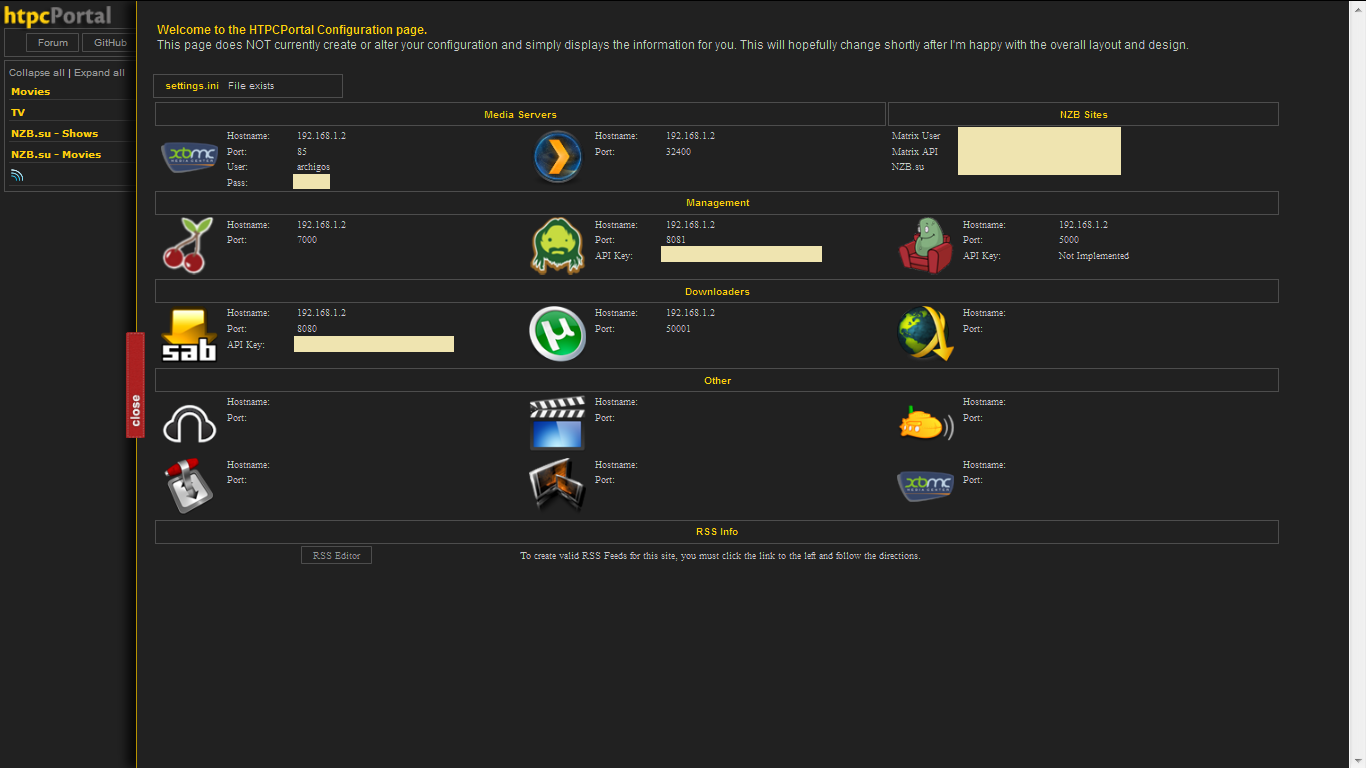 htpcPortal
Forum GitHub
Collapse all | Expand all
Movies
TV
NZB.su - Shows
NZB.su - Movies
close
Welcome to the HTPCPortal Configuration page.
This page does NOT currently create or alter your configuration and simply displays the information for you. This will hopefully change shortly after I'm happy with the overall layout and design.
settings.ini File exists
Media Servers NZB Sites
xbmc
MEDIA CENTER
Hostname: 192.168.1.2 Hostname: 192.168.1.2 Matrix User
Port: 85 Port: 32400 Matrix API
User: archigos NZB.su
Pass:
Management
Hostname: 192.168.1.2 Hostname: 192.168.1.2 Hostname: 192.168.1.2
Port: 7000 Port: 8081 Port: 5000
API Key: API Key: Not Implemented
Downloaders
sab
µ
Hostname: 192.168.1.2 Hostname: 192.168.1.2 Hostname:
Port: 8080 Port: 50001 Port:
API Key:
Other
Hostname: Hostname: Hostname:
Port: Port: Port:
Hostname: Hostname: Hostname:
Port: Port: Port:
xbmc
MEDIA CENTER
RSS Info
RSS Editor To create valid RSS Feeds for this site, you must click the link to the left and follow the directions.